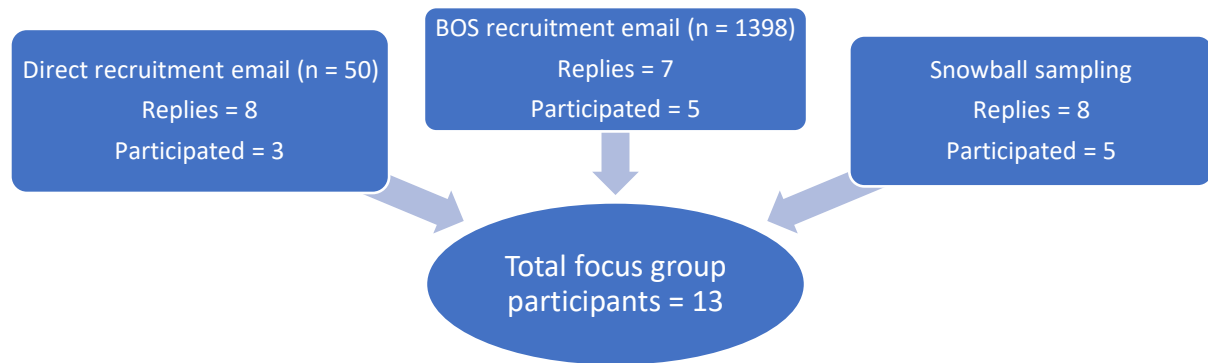 Direct recruitment email (n = 50)
Replies = 8
Participated = 3
BOS recruitment email (n = 1398)
Replies = 7
Participated = 5
Snowball sampling
Replies = 8
Participated = 5
Total focus group
participants = 13